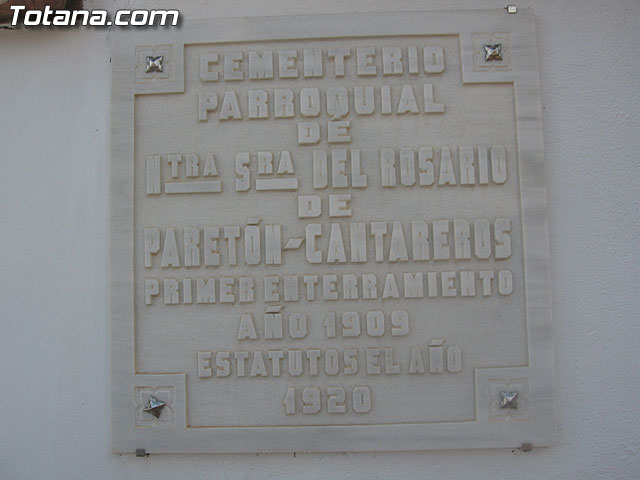 Totana.com
CEMENTERIO
PARROQUIAL
DÉ
NTRA SRA DEL ROSARIO
DE
PARETÓN-CANTAREROS
PRIMER ENTERRAMIENTO
AÑO 1909
ESTATUTOS EL AÑO
1920